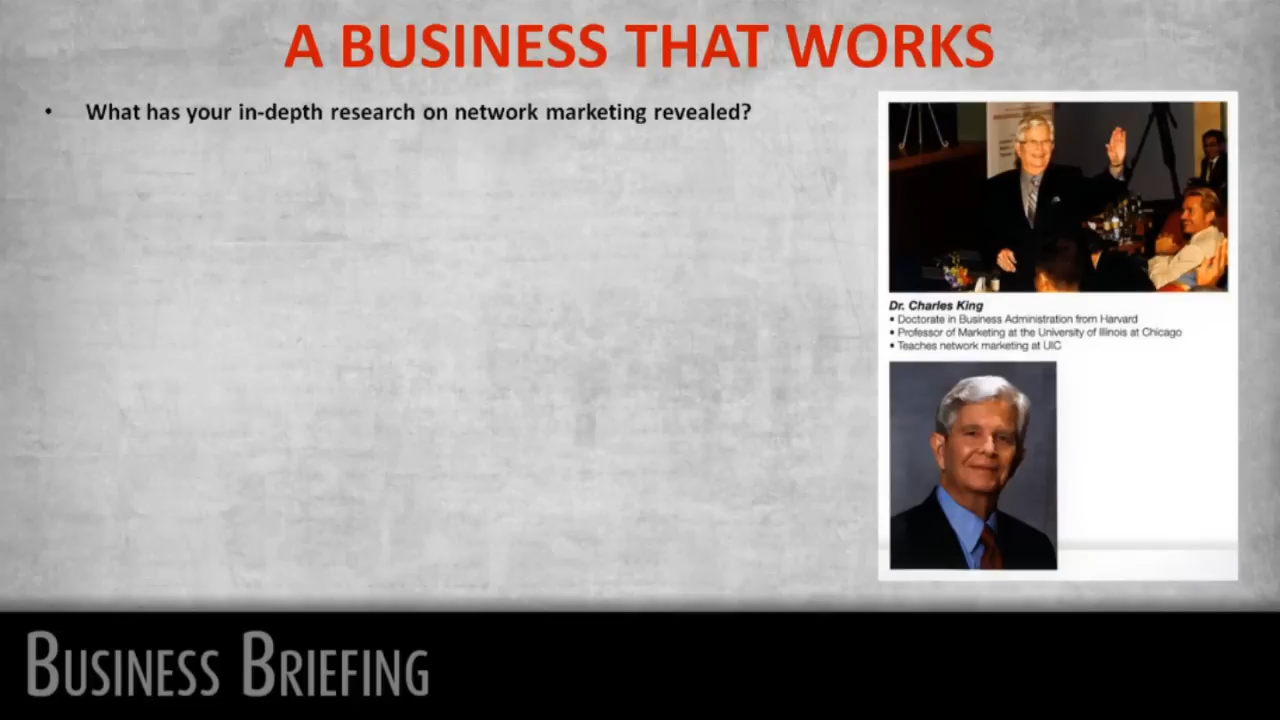 A BUSINESS THAT WORKS
• What has your in-depth research on network marketing revealed?
Dr. Charles King
• Doctorate in Business Administration from Harvard
• Professor of Marketing at the University of Illinois at Chicago
• Teaches network marketing at UIC
BUSINESS BRIEFING